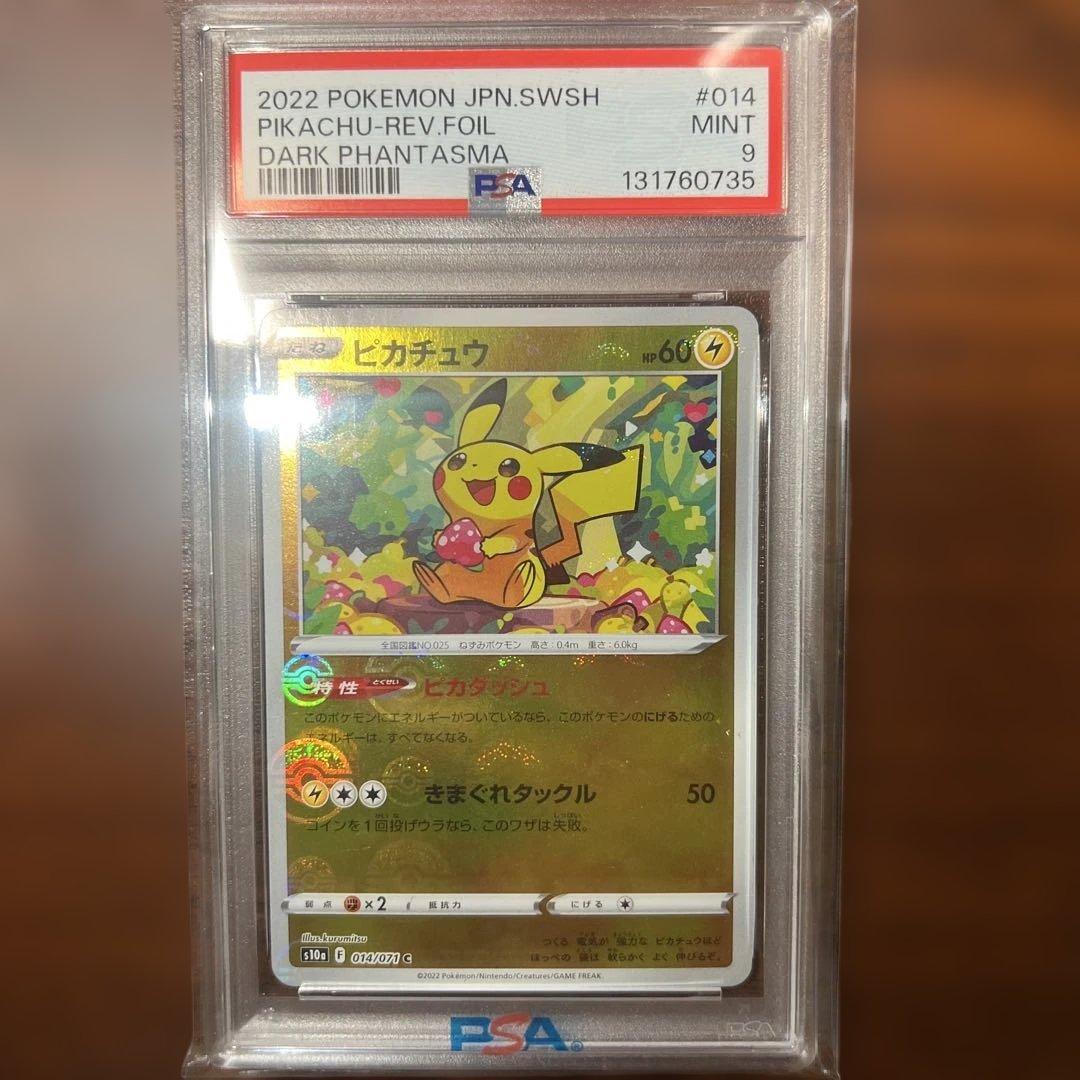 2022 POKEMON JPN.SWSH #014
PIKACHU-REV.FOIL MINT
DARK PHANTASMA 9
PSA 131760735
たね ピカチュウ HP60
全国図鑑NO.025 ねずみポケモン 高さ:0.4m 重さ:6.0kg
特性 とくせい ピカダッシュ
このポケモンにエネルギーがついているなら、このポケモンのにげるための
エネルギーは、すべてなくなる。
きまぐれタックル 50
コインを1回投げウラなら、このワザは失敗。
弱点 ×2 抵抗力 にげる
Illus.kurumitsu
つくる 電気が 強力な ピカチュウほど
ほっぺの 袋は 軟らかく よく 伸びるぞ。
s10a F 014/071 C
©2022 Pokémon/Nintendo/Creatures/GAME FREAK.
PSA®
PSA